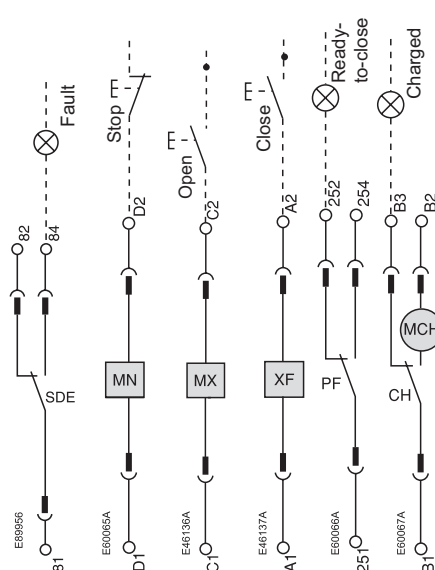 Fault
Stop
Open
Close
Ready-
to-close
Charged
82
84
D2
C2
A2
252
254
B3
B2
SDE
MN
MX
XF
PF
CH
MCH
E89956
E60065A
E46136A
E46137A
E60066A
E60067A
81
D1
C1
A1
251
B1